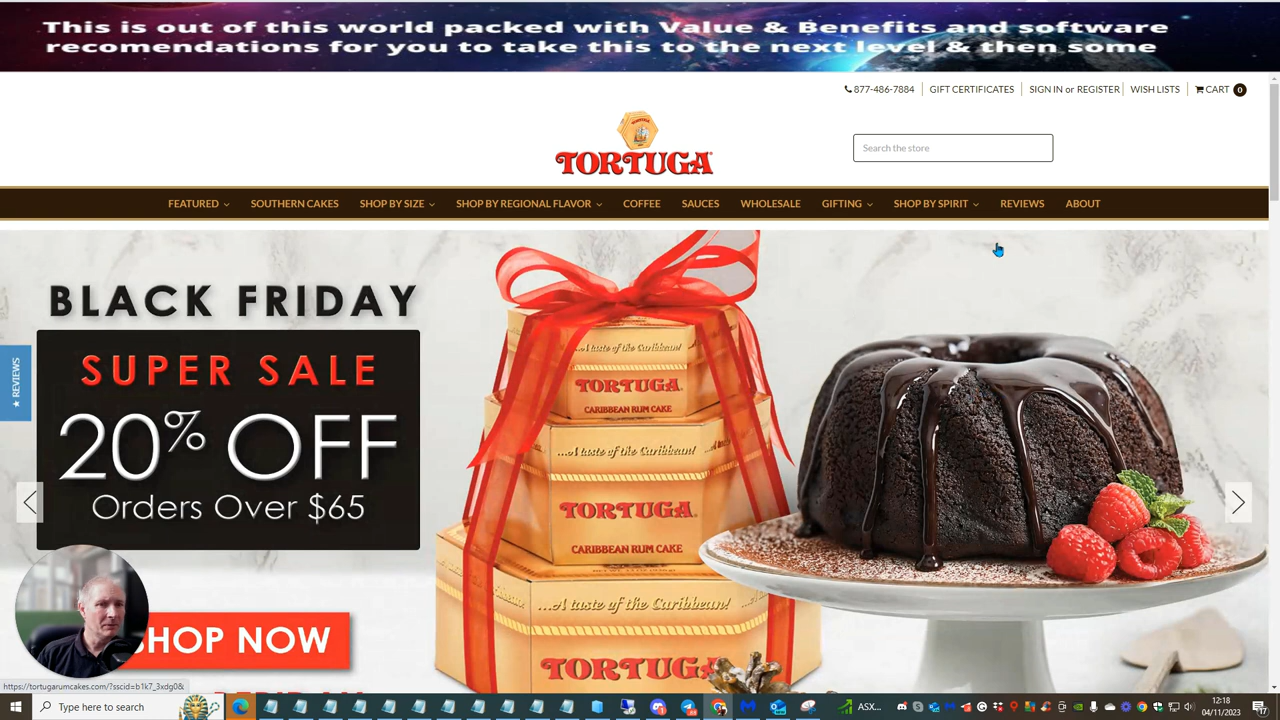 This is out of this world packed with Value & Benefits and software
recomendations for you to take this to the next level & then some
877-486-7884 GIFT CERTIFICATES SIGN IN or REGISTER WISH LISTS CART 0
TORTUGA
Search the store
FEATURED SOUTHERN CAKES SHOP BY SIZE SHOP BY REGIONAL FLAVOR COFFEE SAUCES WHOLESALE GIFTING SHOP BY SPIRIT REVIEWS ABOUT
BLACK FRIDAY
SUPER SALE
20% OFF
Orders Over $65
SHOP NOW
★ REVIEWS
...A taste of the Caribbean!
TORTUGA
CARIBBEAN RUM CAKE
...A taste of the Caribbean!
TORTUGA
CARIBBEAN RUM CAKE
...A taste of the Caribbean!
TORTUGA
https://tortugarumcakes.com/?sscid=b1k7_3xdg0&
Type here to search
ASX...
12:18
04/11/2023
17